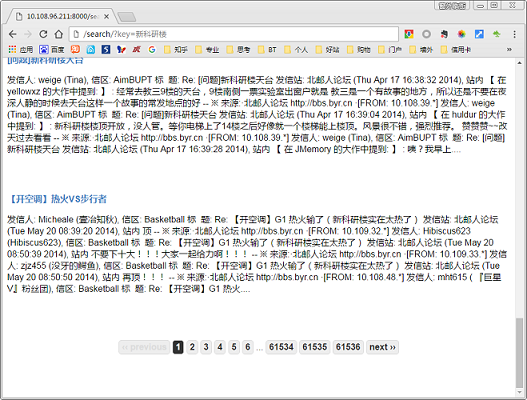 10.108.96.211:8000/sea
/search/?key=新科研楼
应用 百度 G 知乎 专业 思考 BT 个人 好站 购物 门户 墙外 信用卡 »
[问题]新科研楼天台
发信人: weige (Tina), 信区: AimBUPT 标 题: Re: [问题]新科研楼天台 发信站: 北邮人论坛 (Thu Apr 17 16:38:32 2014), 站内 【 在
yellowxz 的大作中提到: 】 : 经常去教三9楼的天台，9楼南侧一票实验室出窗户就是 教三是一个有故事的地方，所以还是不要在夜
深人静的时候去天台这样一个故事的常发地点的好 -- ※ 来源:·北邮人论坛 http://bbs.byr.cn·[FROM: 10.108.39.*] 发信人: weige
(Tina), 信区: AimBUPT 标 题: Re: [问题]新科研楼天台 发信站: 北邮人论坛 (Thu Apr 17 16:39:04 2014), 站内 【 在 huldur 的大作
中提到: 】 : 新科研楼楼顶开放，没人管。等你电梯上了14楼之后好像就一个楼梯能上楼顶。风景很不错，强烈推荐。 赞赞赞~~改
天过去看看 -- ※ 来源:·北邮人论坛 http://bbs.byr.cn·[FROM: 10.108.39.*] 发信人: weige (Tina), 信区: AimBUPT 标 题: Re: [问题]
新科研楼天台 发信站: 北邮人论坛 (Thu Apr 17 16:39:28 2014), 站内 【 在 JMemory 的大作中提到: 】 : 咦？我早上....
【开空调】热火VS步行者
发信人: Micheale (壹冶知秋), 信区: Basketball 标 题: Re: 【开空调】G1 热火输了（新科研楼实在太热了） 发信站: 北邮人论坛
(Tue May 20 08:39:20 2014), 站内 顶 -- ※ 来源:·北邮人论坛 http://bbs.byr.cn·[FROM: 10.109.32.*] 发信人: Hibiscus623
(Hibiscus623), 信区: Basketball 标 题: Re: 【开空调】G1 热火输了（新科研楼实在太热了） 发信站: 北邮人论坛 (Tue May 20
08:50:39 2014), 站内 不要下十大！！！大家一起给力啊！！！ -- ※ 来源:·北邮人论坛 http://bbs.byr.cn·[FROM: 10.109.33.*] 发信
人: zjz455 (没牙的鳄鱼), 信区: Basketball 标 题: Re: 【开空调】G1 热火输了（新科研楼实在太热了） 发信站: 北邮人论坛 (Tue
May 20 08:50:50 2014), 站内 再顶！！！ -- ※ 来源:·北邮人论坛 http://bbs.byr.cn·[FROM: 10.108.48.*] 发信人: mht615 (『巨星
V』粉丝团), 信区: Basketball 标 题: Re: 【开空调】G1 热火....
‹‹ previous 1 2 3 4 5 6 ... 61534 61535 61536 next ››